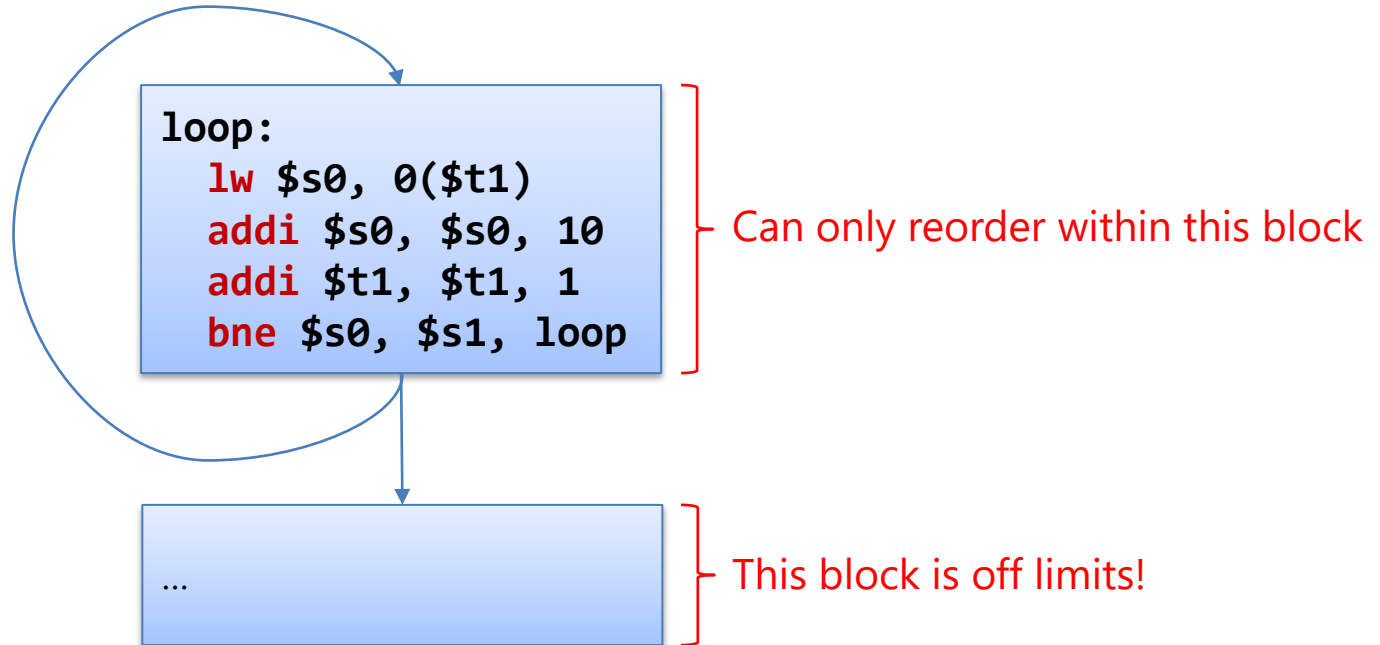 loop:
lw $s0, 0($t1)
addi $s0, $s0, 10
addi $t1, $t1, 1
bne $s0, $s1, loop
Can only reorder within this block
…
This block is off limits!